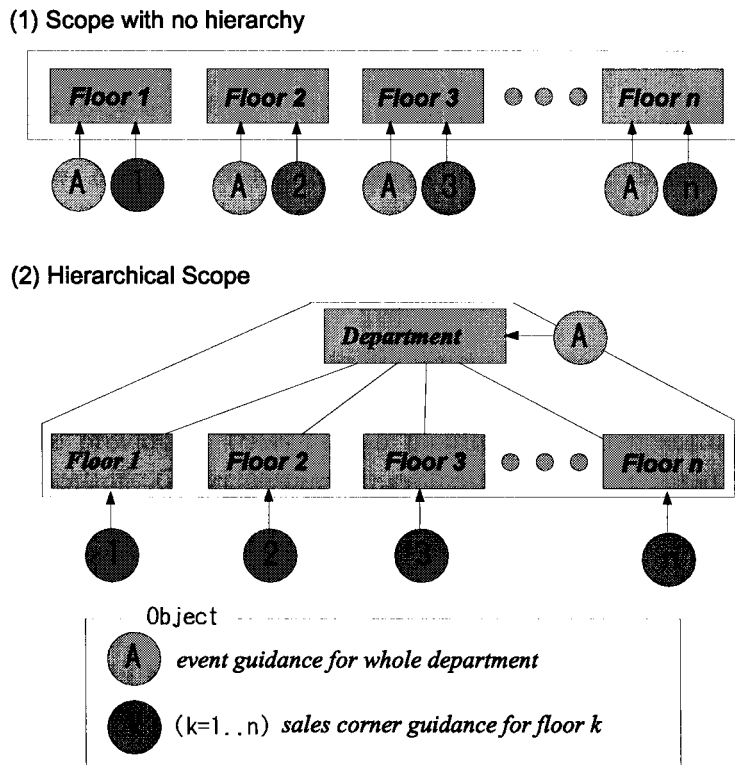 (1) Scope with no hierarchy
Floor 1 Floor 2 Floor 3 Floor n
A 1 A 2 A 3 A n
(2) Hierarchical Scope
Department A
Floor 1 Floor 2 Floor 3 Floor n
1 2 3
Object
A event guidance for whole department
(k=1..n) sales corner guidance for floor k